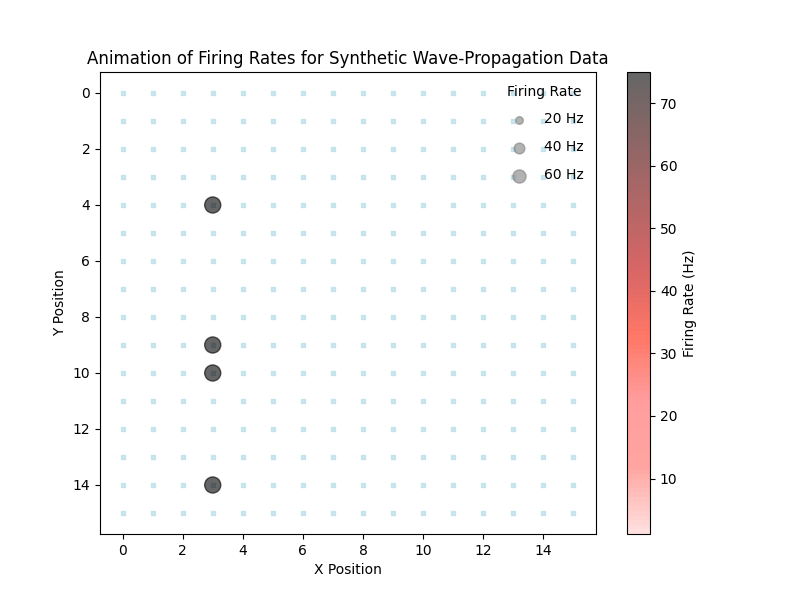 Animation of Firing Rates for Synthetic Wave-Propagation Data
Firing Rate
20 Hz
40 Hz
60 Hz
0
2
4
6
8
10
12
14
Y Position
0 2 4 6 8 10 12 14
X Position
70
60
50
40
30
20
10
Firing Rate (Hz)